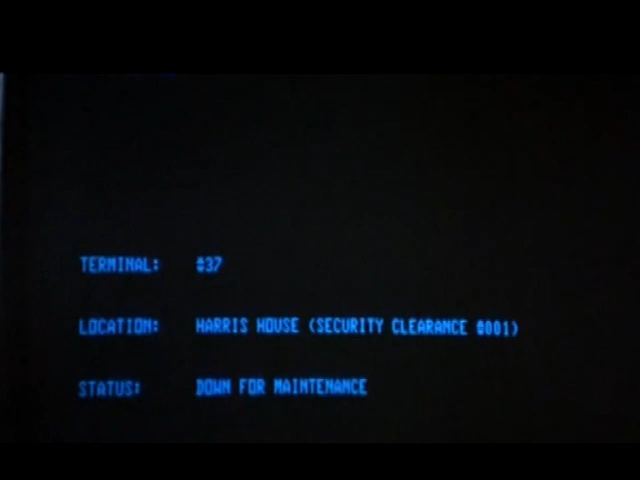 TERMINAL: #37
LOCATION: HARRIS HOUSE (SECURITY CLEARANCE #001)
STATUS: DOWN FOR MAINTENANCE